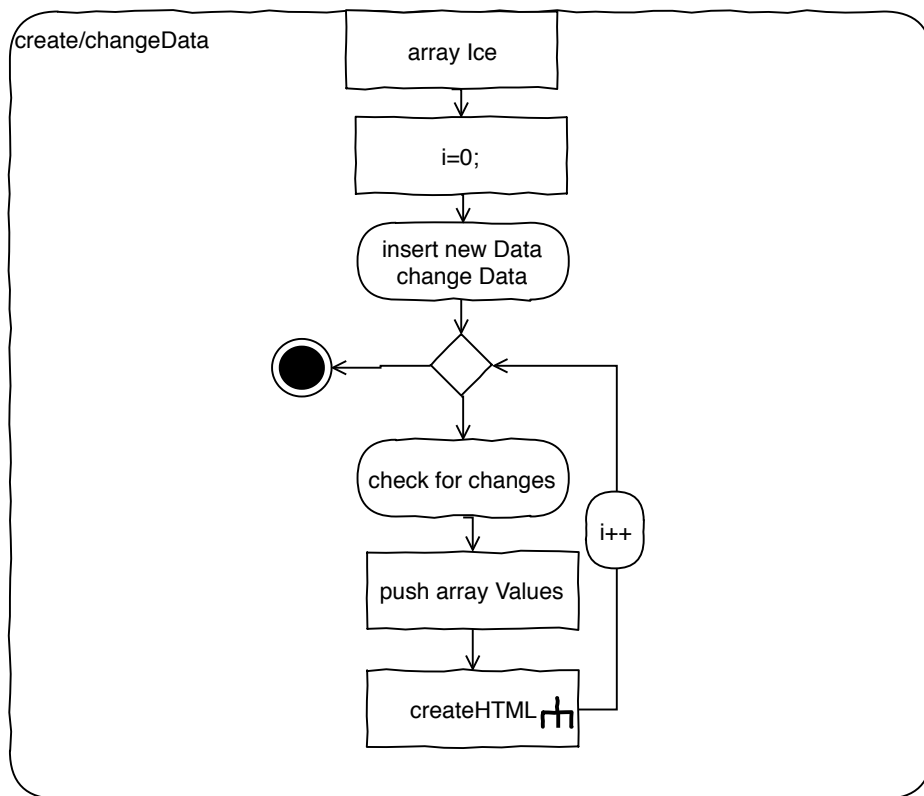 create/changeData
array Ice
i=0;
insert new Data
change Data
check for changes
i++
push array Values
createHTML